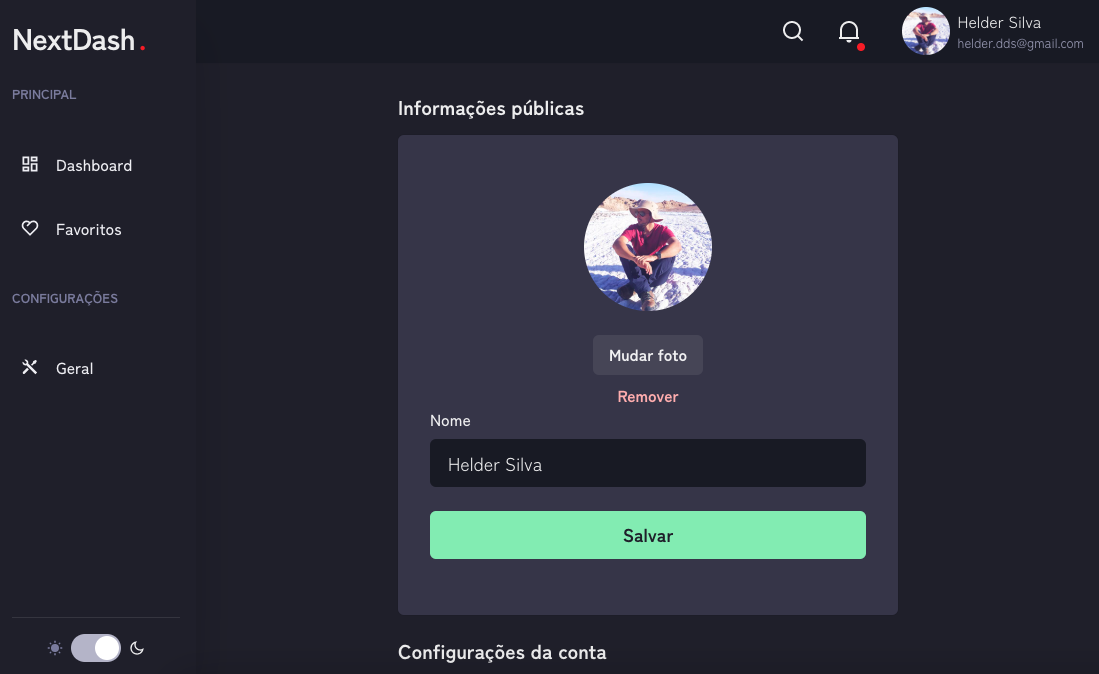 NextDash.
PRINCIPAL
Dashboard
Favoritos
CONFIGURAÇÕES
Geral
Helder Silva
helder.dds@gmail.com
Informações públicas
Mudar foto
Remover
Nome
Helder Silva
Salvar
Configurações da conta